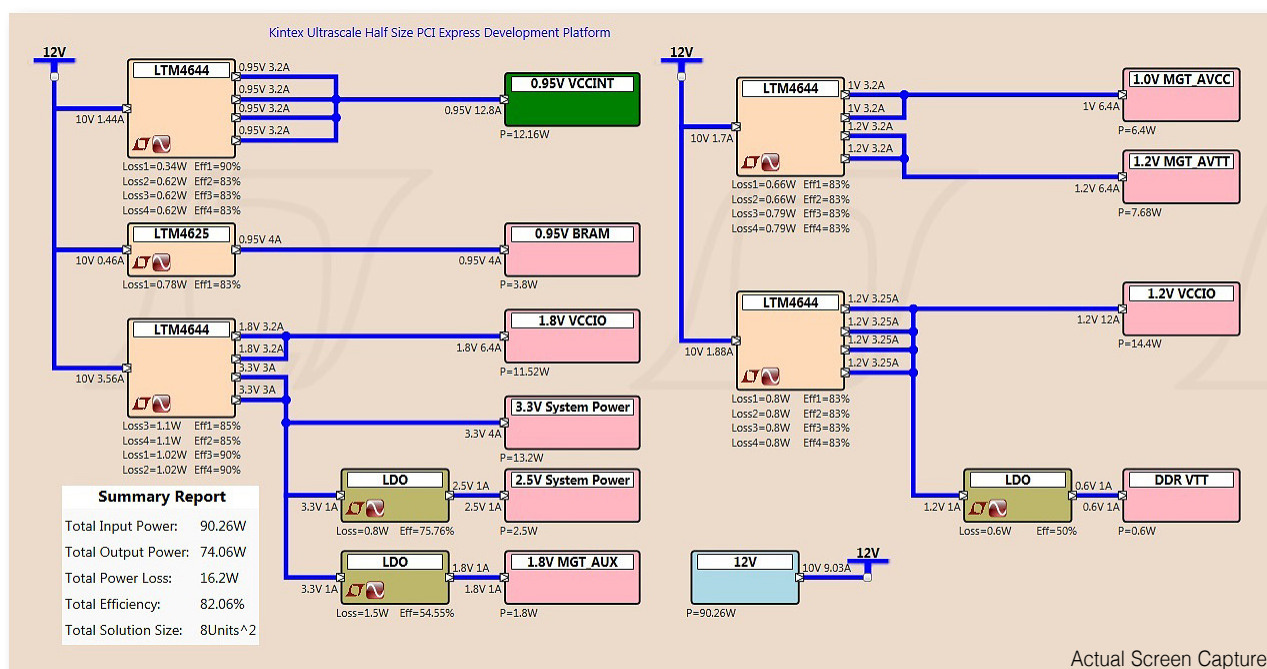 Kintex Ultrascale Half Size PCI Express Development Platform
12V
LTM4644
0.95V 3.2A
0.95V 3.2A
0.95V 3.2A
0.95V 3.2A
10V 1.44A
Loss1=0.34W Eff1=90%
Loss2=0.62W Eff2=83%
Loss3=0.62W Eff3=83%
Loss4=0.62W Eff4=83%
0.95V VCCINT
0.95V 12.8A
P=12.16W
LTM4625
0.95V 4A
10V 0.46A
Loss1=0.78W Eff1=83%
0.95V BRAM
0.95V 4A
P=3.8W
LTM4644
1.8V 3.2A
1.8V 3.2A
3.3V 3A
3.3V 3A
10V 3.56A
Loss3=1.1W Eff1=85%
Loss4=1.1W Eff2=85%
Loss1=1.02W Eff3=90%
Loss2=1.02W Eff4=90%
1.8V VCCIO
1.8V 6.4A
P=11.52W
3.3V System Power
3.3V 4A
P=13.2W
LDO
3.3V 1A
2.5V 1A
Loss=0.8W Eff=75.76%
2.5V System Power
2.5V 1A
P=2.5W
LDO
3.3V 1A
1.8V 1A
Loss=1.5W Eff=54.55%
1.8V MGT_AUX
1.8V 1A
P=1.8W
Summary Report
Total Input Power: 90.26W
Total Output Power: 74.06W
Total Power Loss: 16.2W
Total Efficiency: 82.06%
Total Solution Size: 8Units^2
12V
LTM4644
1V 3.2A
1V 3.2A
1.2V 3.2A
1.2V 3.2A
10V 1.7A
Loss1=0.66W Eff1=83%
Loss2=0.66W Eff2=83%
Loss3=0.79W Eff3=83%
Loss4=0.79W Eff4=83%
1.0V MGT_AVCC
1V 6.4A
P=6.4W
1.2V MGT_AVTT
1.2V 6.4A
P=7.68W
LTM4644
1.2V 3.25A
1.2V 3.25A
1.2V 3.25A
1.2V 3.25A
10V 1.88A
Loss1=0.8W Eff1=83%
Loss2=0.8W Eff2=83%
Loss3=0.8W Eff3=83%
Loss4=0.8W Eff4=83%
1.2V VCCIO
1.2V 12A
P=14.4W
LDO
1.2V 1A
0.6V 1A
Loss=0.6W Eff=50%
DDR VTT
0.6V 1A
P=0.6W
12V
10V 9.03A
P=90.26W
12V
Actual Screen Capture